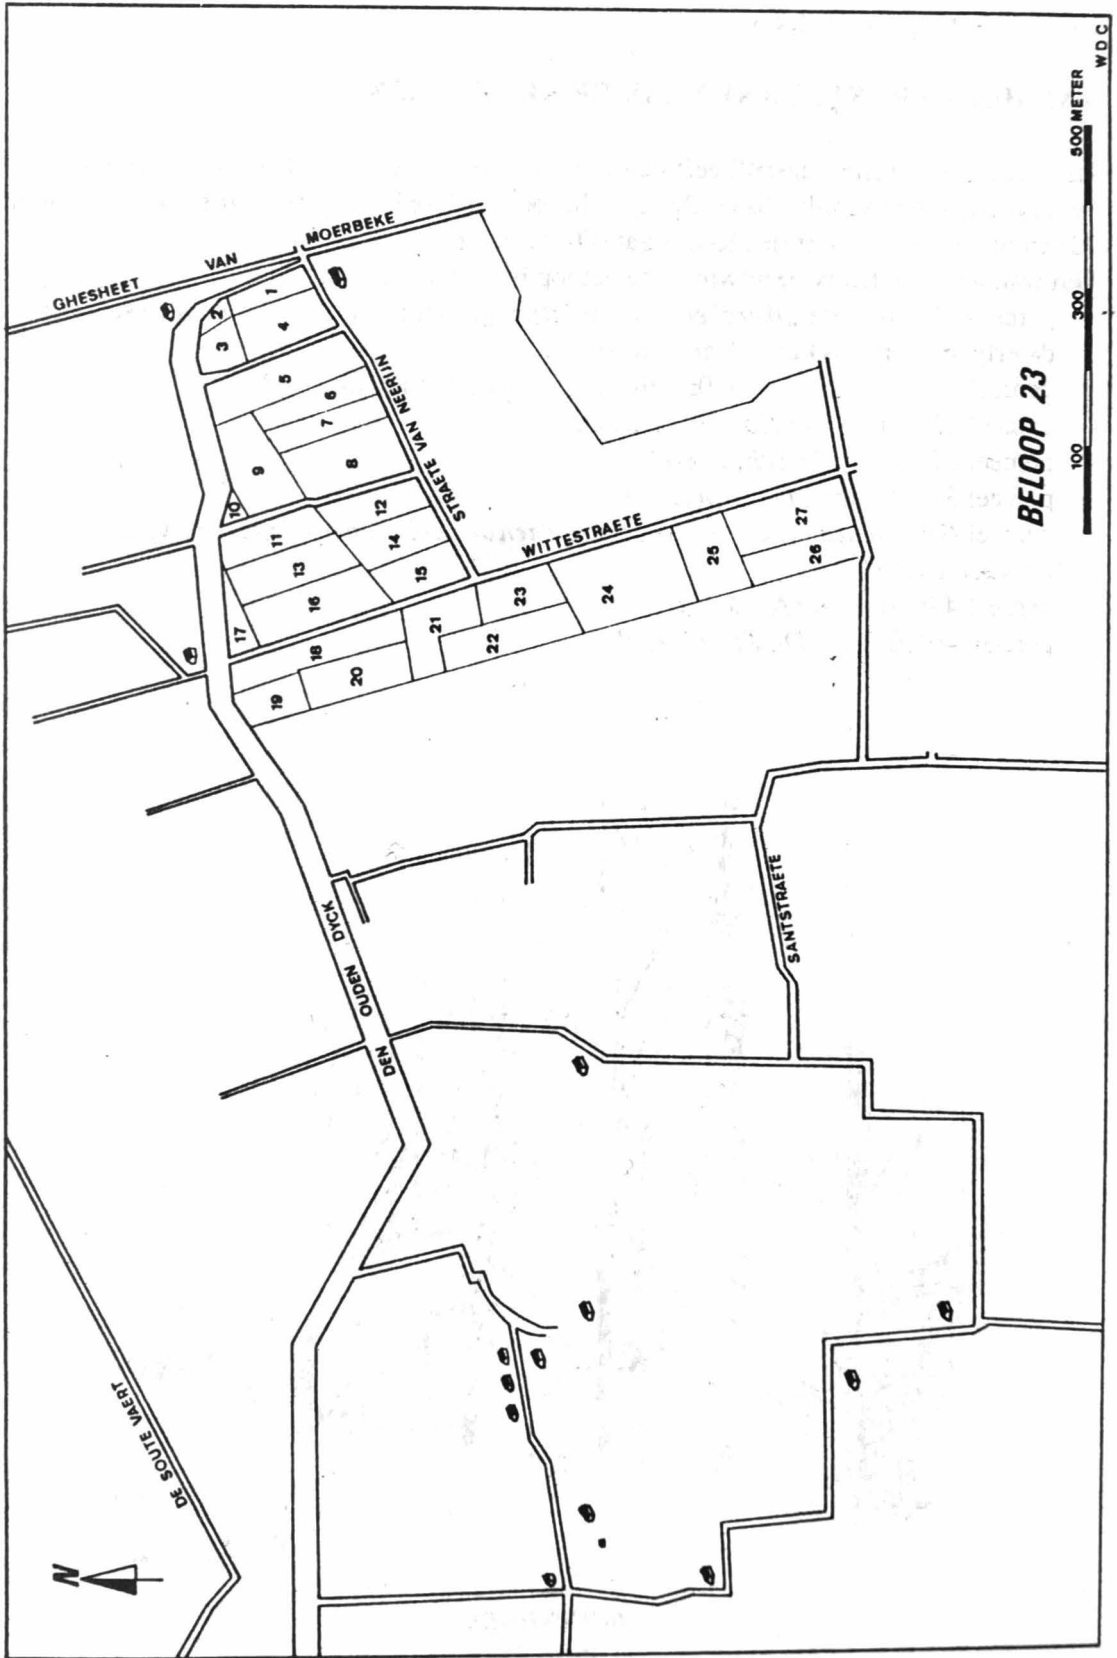 N
DE SOUTE VAERT
DEN OUDEN DYCK
GHESHEET VAN MOERBEKE
STRAETE VAN NEERIJN
WITTESTRAETE
SANTSTRAETE
1
2
3
4
5
6
7
8
9
10
11
12
13
14
15
16
17
18
19
20
21
22
23
24
25
26
27
BELOOP 23
100 300 500 METER
WDC